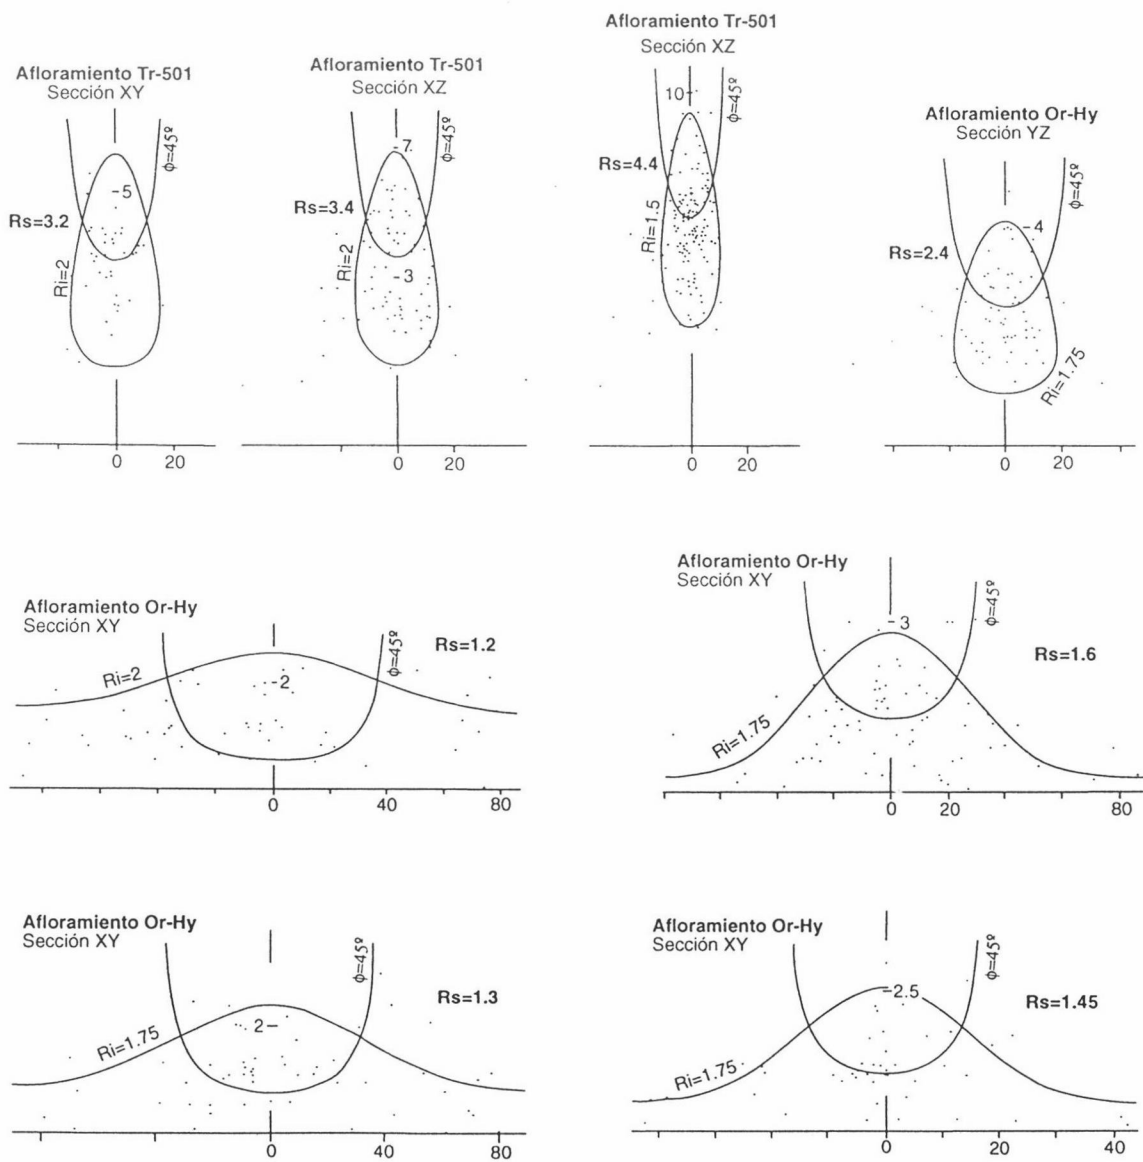 Afloramiento Tr-501
Sección XY
5
ϕ=45º
Rs=3.2
Ri=2
0 20
Afloramiento Tr-501
Sección XZ
7
ϕ=45º
Rs=3.4
Ri=2
3
0 20
Afloramiento Tr-501
Sección XZ
10
ϕ=45º
Rs=4.4
Ri=1.5
0 20
Afloramiento Or-Hy
Sección YZ
ϕ=45º
4
Rs=2.4
Ri=1.75
0 20
Afloramiento Or-Hy
Sección XY
Rs=1.2
ϕ=45º
Ri=2
2
0 40 80
Afloramiento Or-Hy
Sección XY
ϕ=45º
3
Rs=1.6
Ri=1.75
0 20 80
Afloramiento Or-Hy
Sección XY
ϕ=45º
Rs=1.3
2
Ri=1.75
0 40 80
Afloramiento Or-Hy
Sección XY
ϕ=45º
2.5
Rs=1.45
Ri=1.75
0 20 40